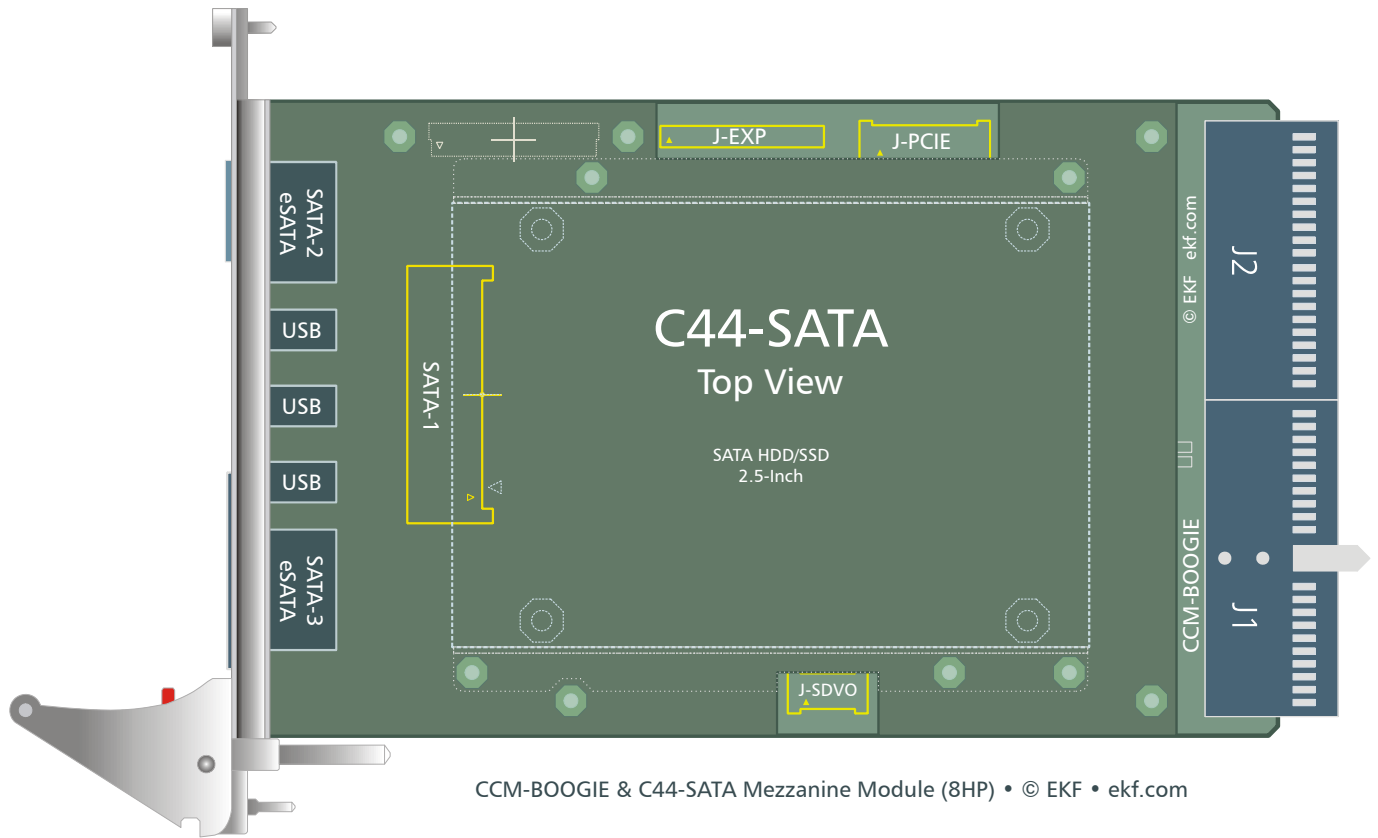 J-EXP
J-PCIE
SATA-2
eSATA
USB
USB
USB
SATA-3
eSATA
SATA-1
C44-SATA
Top View
SATA HDD/SSD
2.5-Inch
J-SDVO
© EKF ekf.com
CCM-BOOGIE
J2
J1
CCM-BOOGIE & C44-SATA Mezzanine Module (8HP) • © EKF • ekf.com